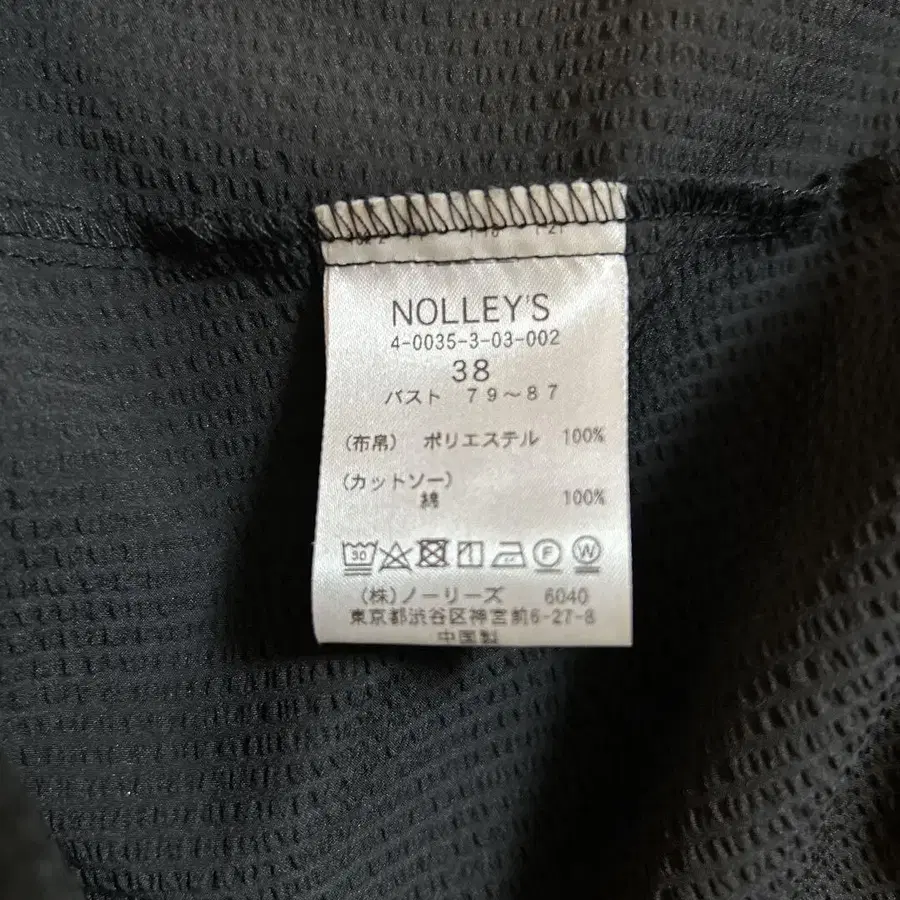 NOLLEY'S
4-0035-3-03-002
38
バスト 79～87
(布帛) ポリエステル 100%
(カットソー)
綿 100%
30 F W
(株)ノーリーズ 6040
東京都渋谷区神宮前6-27-8
中国製